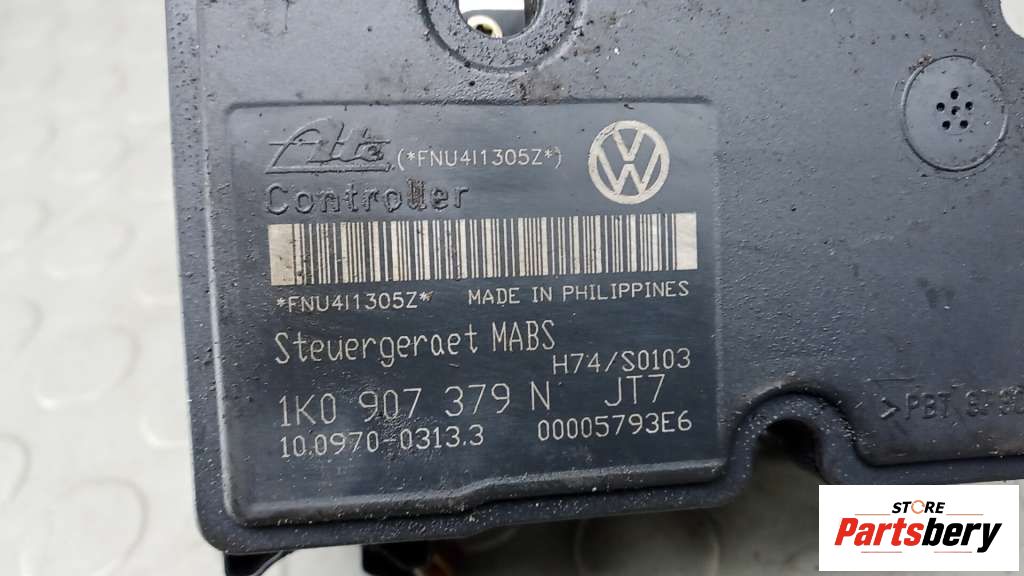 Ate (*FNU4I1305Z*)
Controller
*FNU4I1305Z* MADE IN PHILIPPINES
Steuergeraet MABS
H74/S0103
1K0 907 379 N JT7
10.0970-0313.3 00005793E6
>PBT
STORE
Partsbery